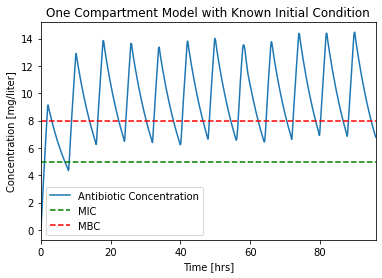 One Compartment Model with Known Initial Condition
Concentration [mg/liter]
14
12
10
8
6
4
2
0
Antibiotic Concentration
MIC
MBC
0
20
40
60
80
Time [hrs]